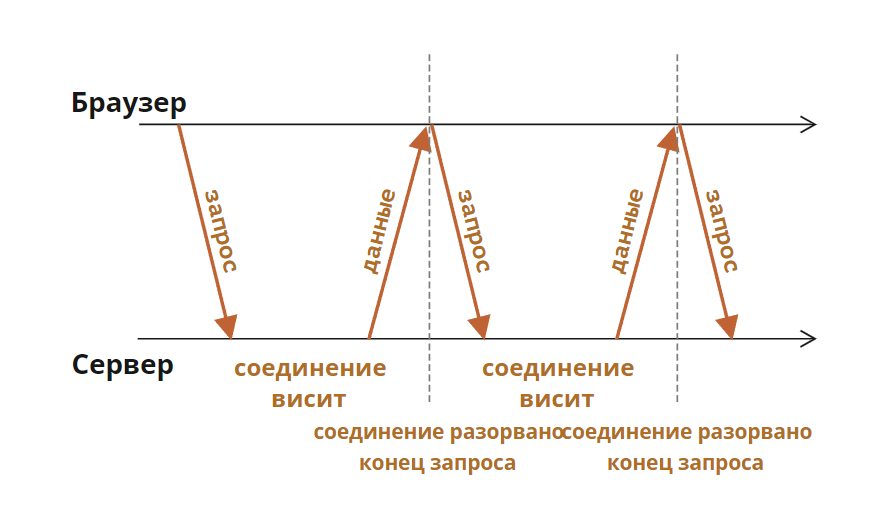 Браузер
запрос
данные
запрос
данные
запрос
Сервер
соединение
висит
соединение
висит
соединение разорвано
конец запроса
соединение разорвано
конец запроса